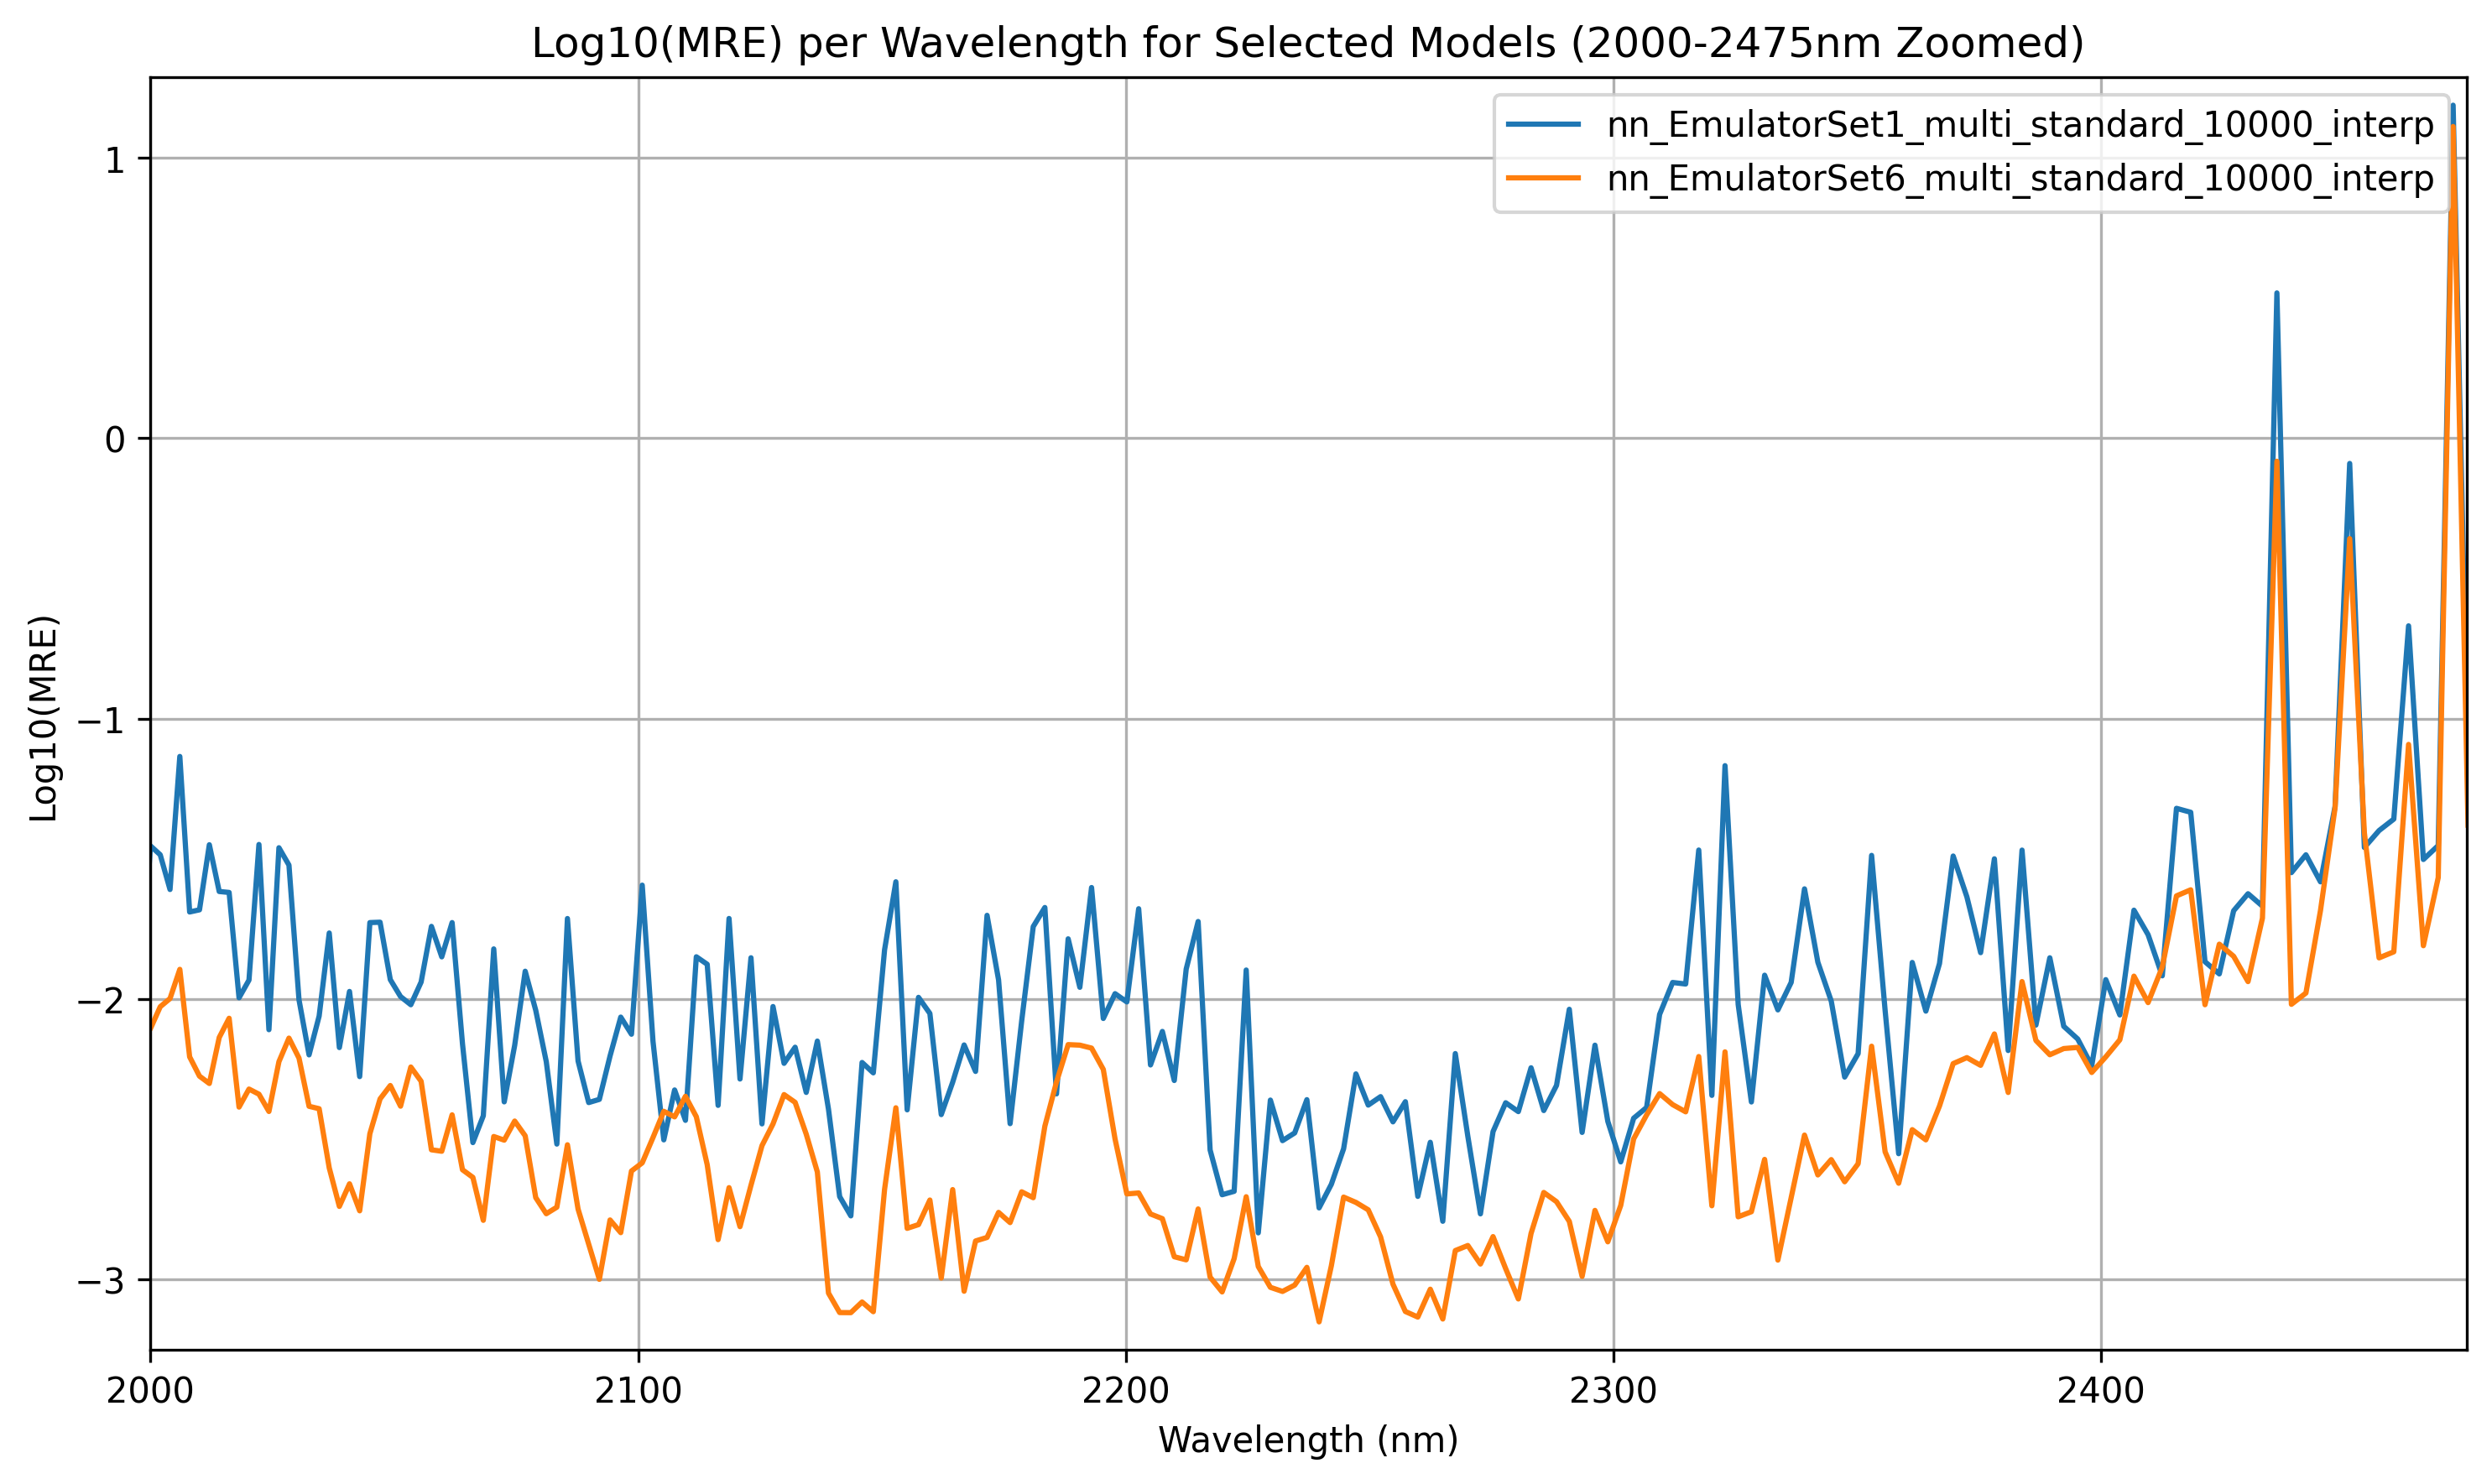 Log10(MRE) per Wavelength for Selected Models (2000-2475nm Zoomed)
nn_EmulatorSet1_multi_standard_10000_interp
nn_EmulatorSet6_multi_standard_10000_interp
Log10(MRE)
1
0
−1
−2
−3
2000 2100 2200 2300 2400
Wavelength (nm)